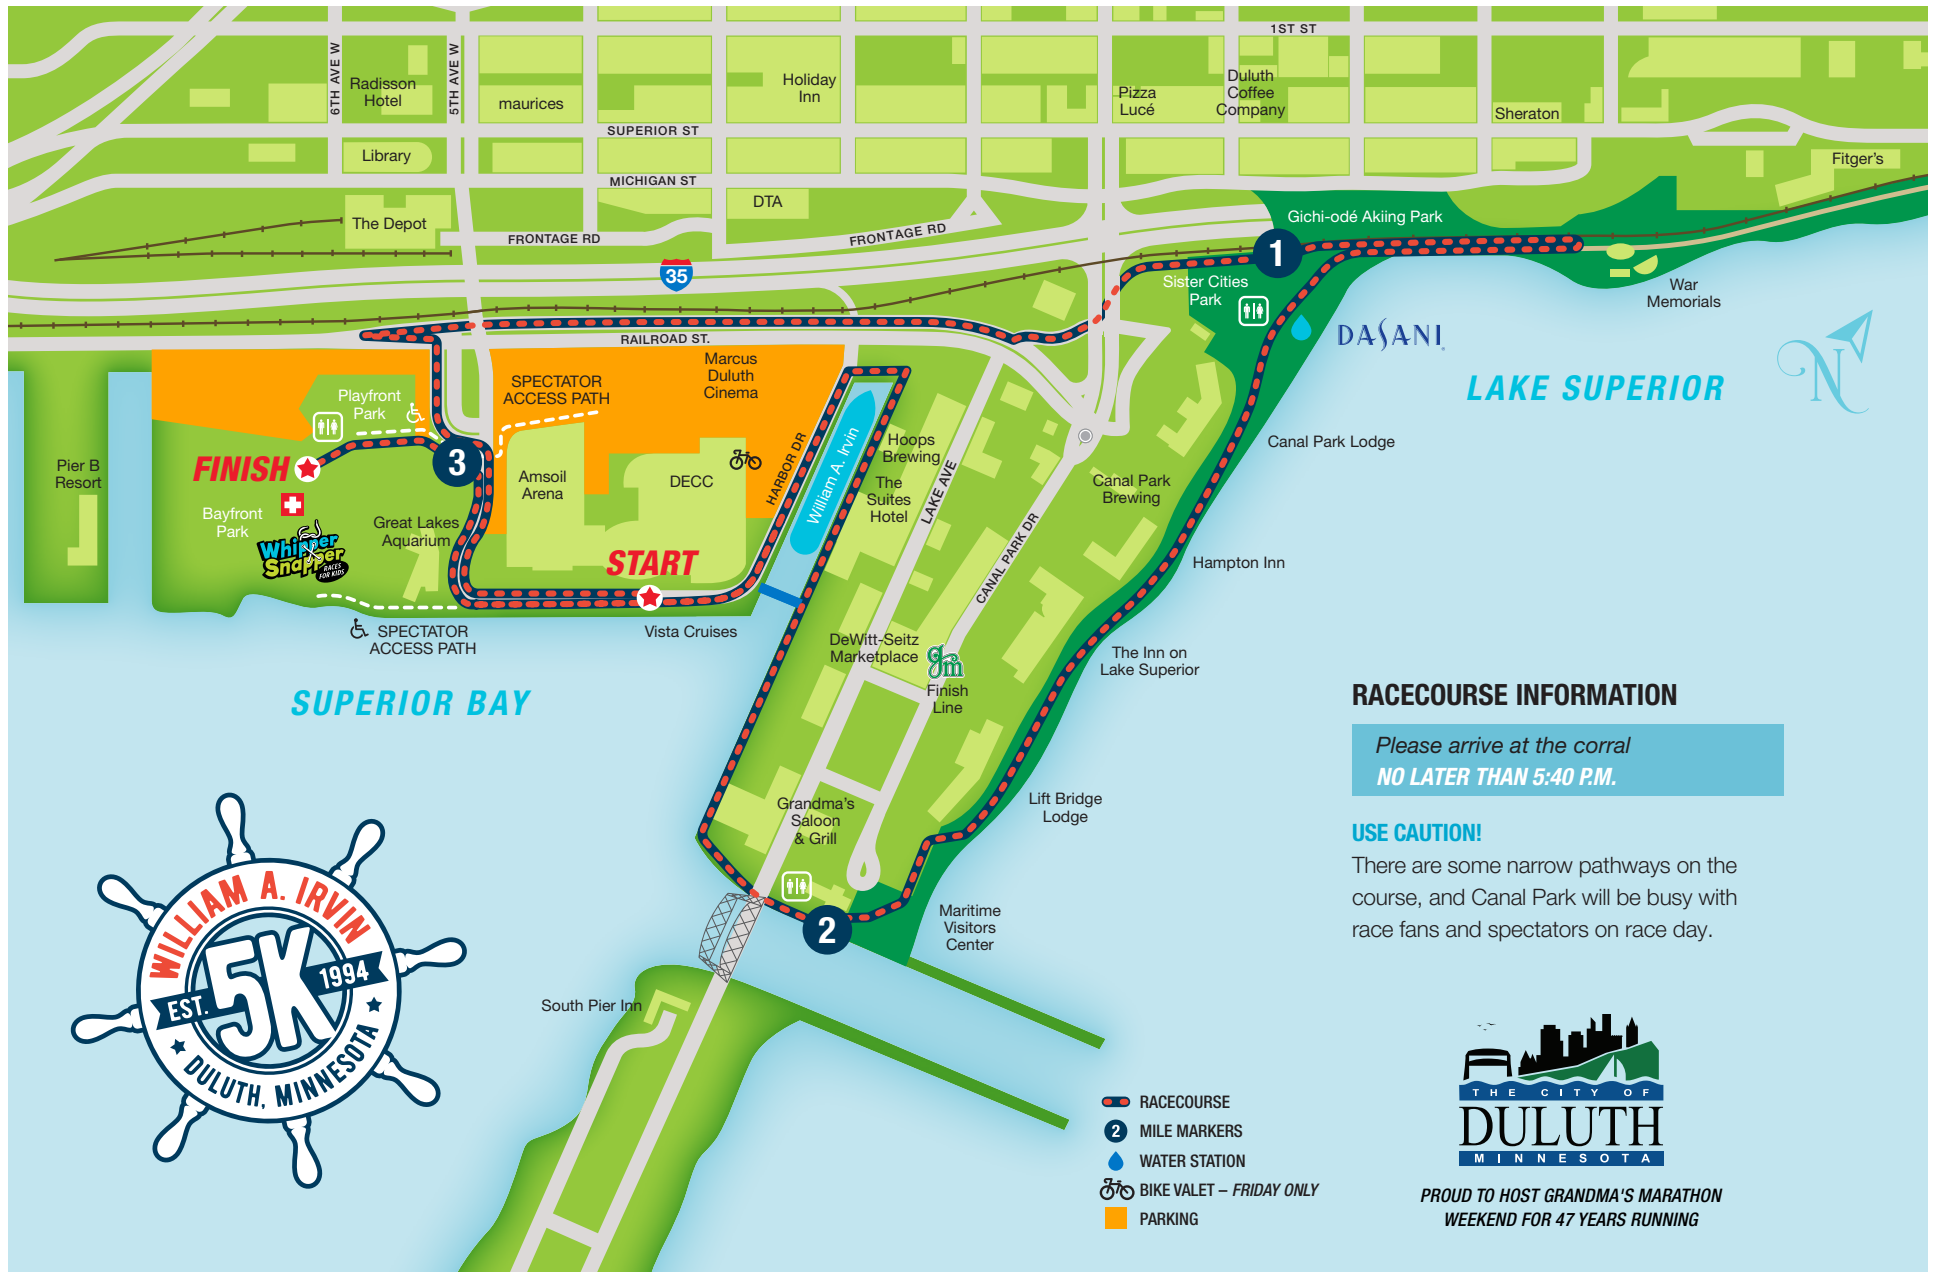 1ST ST
6TH AVE W
5TH AVE W
Radisson
Hotel
maurices
Holiday
Inn
Pizza
Lucé
Duluth
Coffee
Company
Sheraton
SUPERIOR ST
Library
Fitger's
MICHIGAN ST
DTA
The Depot
Gichi-odé Akiing Park
FRONTAGE RD
FRONTAGE RD
35
1
Sister Cities
Park
War
Memorials
DASANI
RAILROAD ST.
Marcus
Duluth
Cinema
SPECTATOR
ACCESS PATH
Playfront
Park
LAKE SUPERIOR
N
HARBOR DR
William A. Irvin
Hoops
Brewing
LAKE AVE
Canal Park Lodge
Pier B
Resort
FINISH
3
Amsoil
Arena
DECC
The
Suites
Hotel
Canal Park
Brewing
Bayfront
Park
Great Lakes
Aquarium
Whipper
Snapper
RACES
FOR KIDS
START
CANAL PARK DR
Hampton Inn
SPECTATOR
ACCESS PATH
Vista Cruises
DeWitt-Seitz
Marketplace
gm
Finish
Line
The Inn on
Lake Superior
SUPERIOR BAY
RACECOURSE INFORMATION
Please arrive at the corral
NO LATER THAN 5:40 P.M.
USE CAUTION!
There are some narrow pathways on the
course, and Canal Park will be busy with
race fans and spectators on race day.
Grandma's
Saloon
& Grill
Lift Bridge
Lodge
2
Maritime
Visitors
Center
South Pier Inn
WILLIAM A. IRVIN
5K
EST.
1994
DULUTH, MINNESOTA
RACECOURSE
2
MILE MARKERS
WATER STATION
BIKE VALET – FRIDAY ONLY
PARKING
THE CITY OF
DULUTH
MINNESOTA
PROUD TO HOST GRANDMA'S MARATHON
WEEKEND FOR 47 YEARS RUNNING